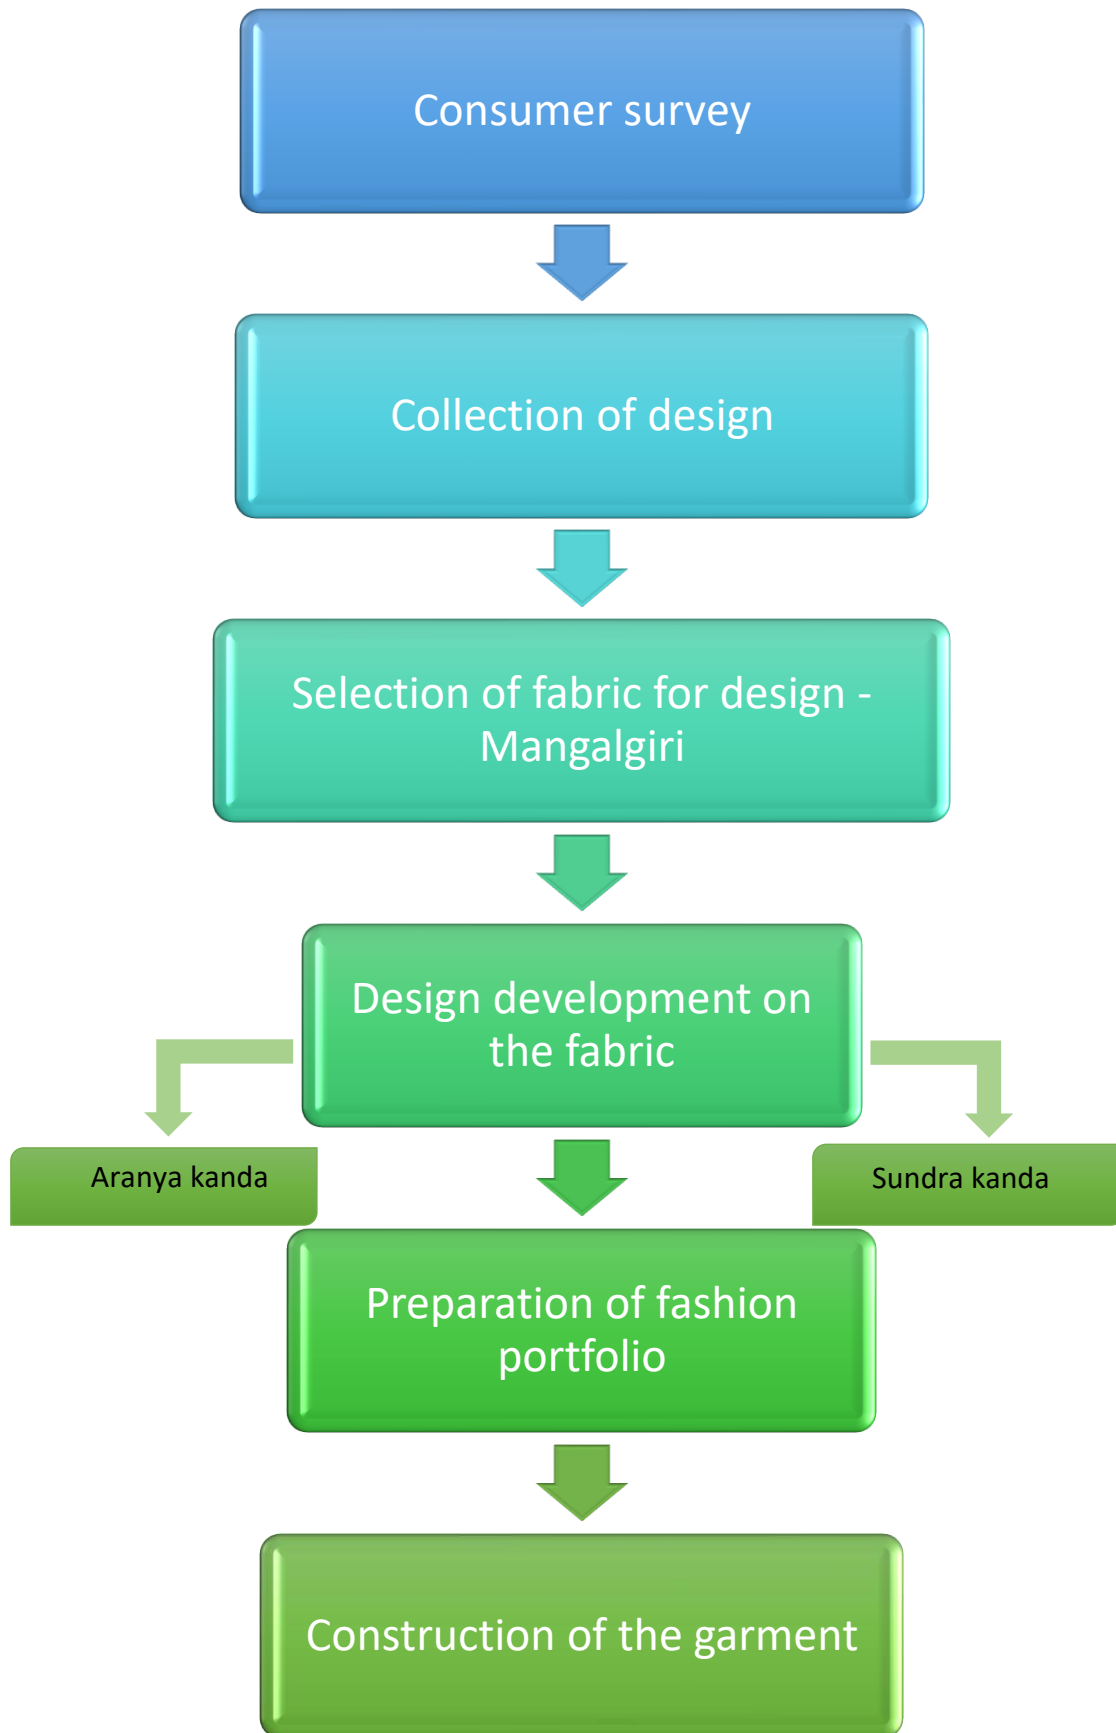 Consumer survey
Collection of design
Selection of fabric for design -
Mangalgiri
Design development on
the fabric
Aranya kanda
Sundra kanda
Preparation of fashion
portfolio
Construction of the garment